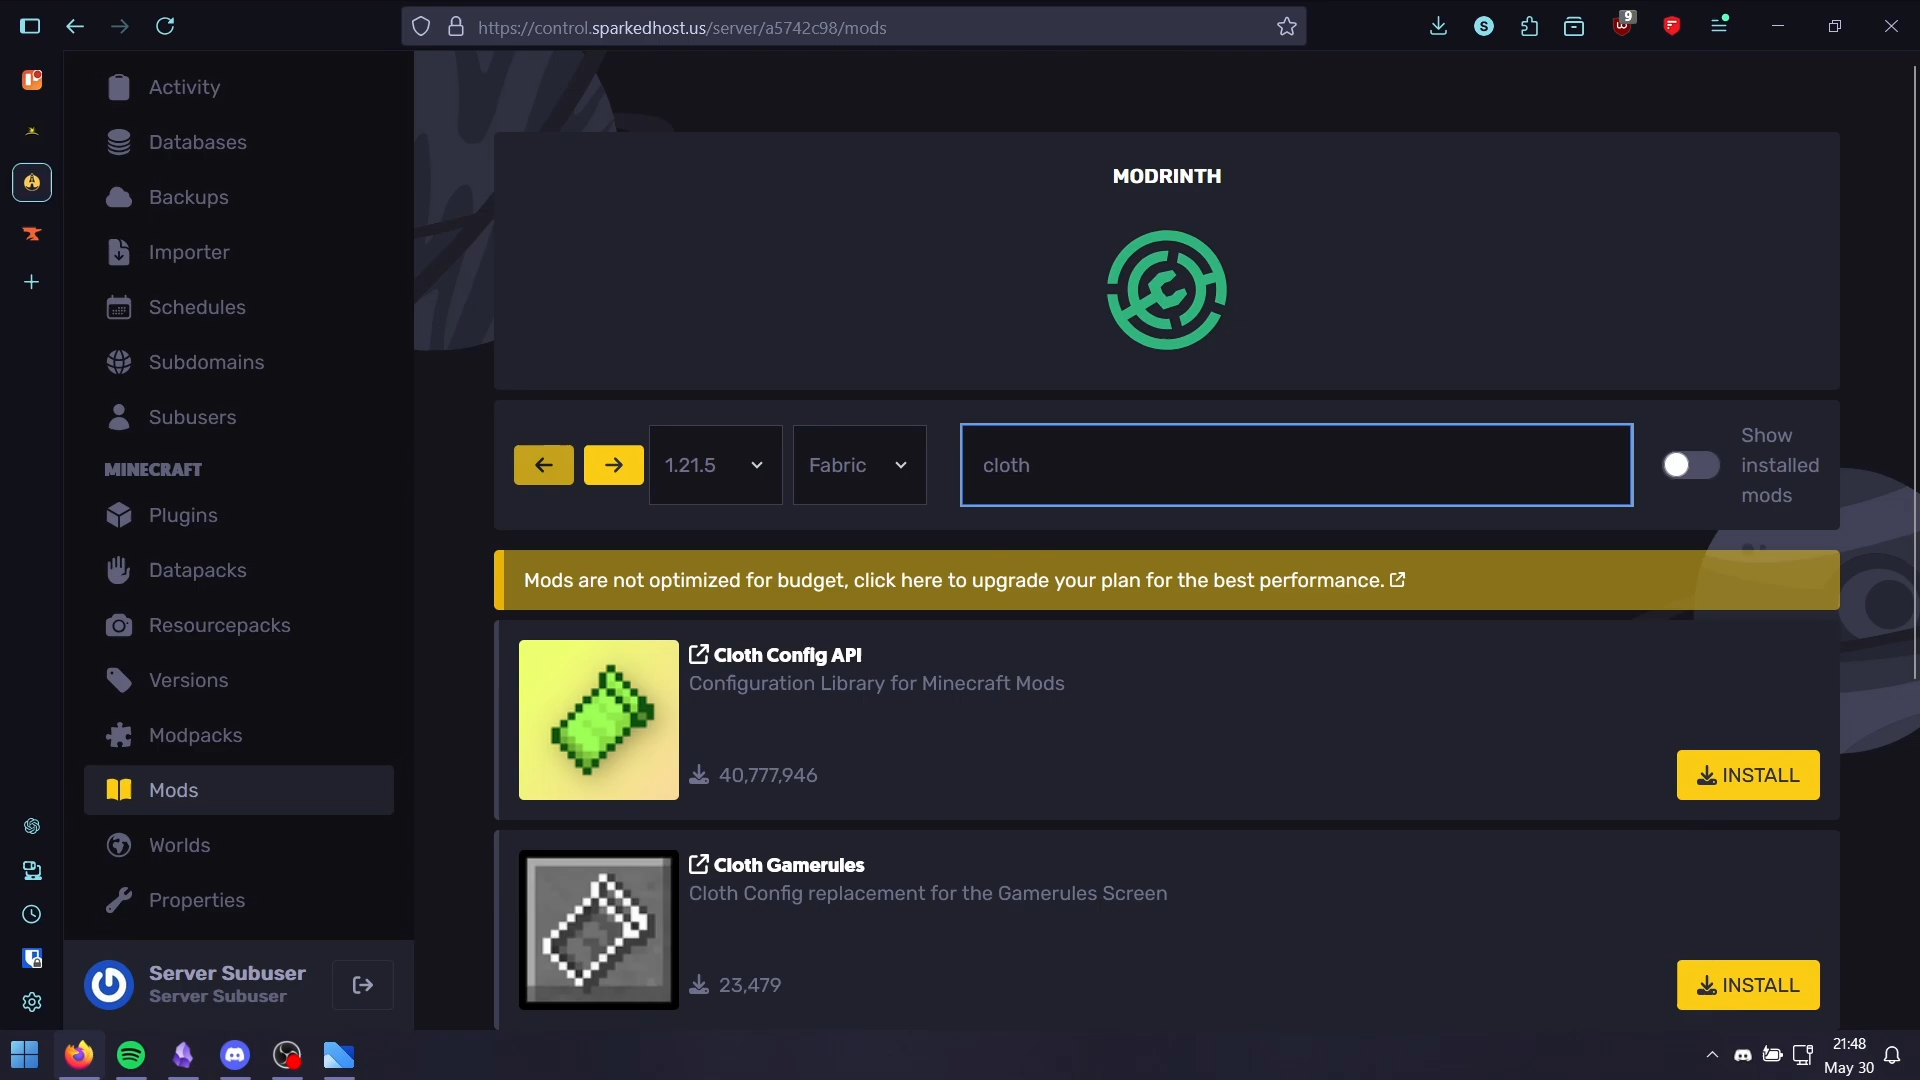 https://control.sparkedhost.us/server/a5742c98/mods
9
S
Activity
Databases
Backups
Importer
Schedules
Subdomains
Subusers
MINECRAFT
Plugins
Datapacks
Resourcepacks
Versions
Modpacks
Mods
Worlds
Properties
Server Subuser
Server Subuser
MODRINTH
1.21.5
Fabric
cloth
Show
installed
mods
Mods are not optimized for budget, click here to upgrade your plan for the best performance.
Cloth Config API
Configuration Library for Minecraft Mods
40,777,946
INSTALL
Cloth Gamerules
Cloth Config replacement for the Gamerules Screen
23,479
INSTALL
21:48
May 30